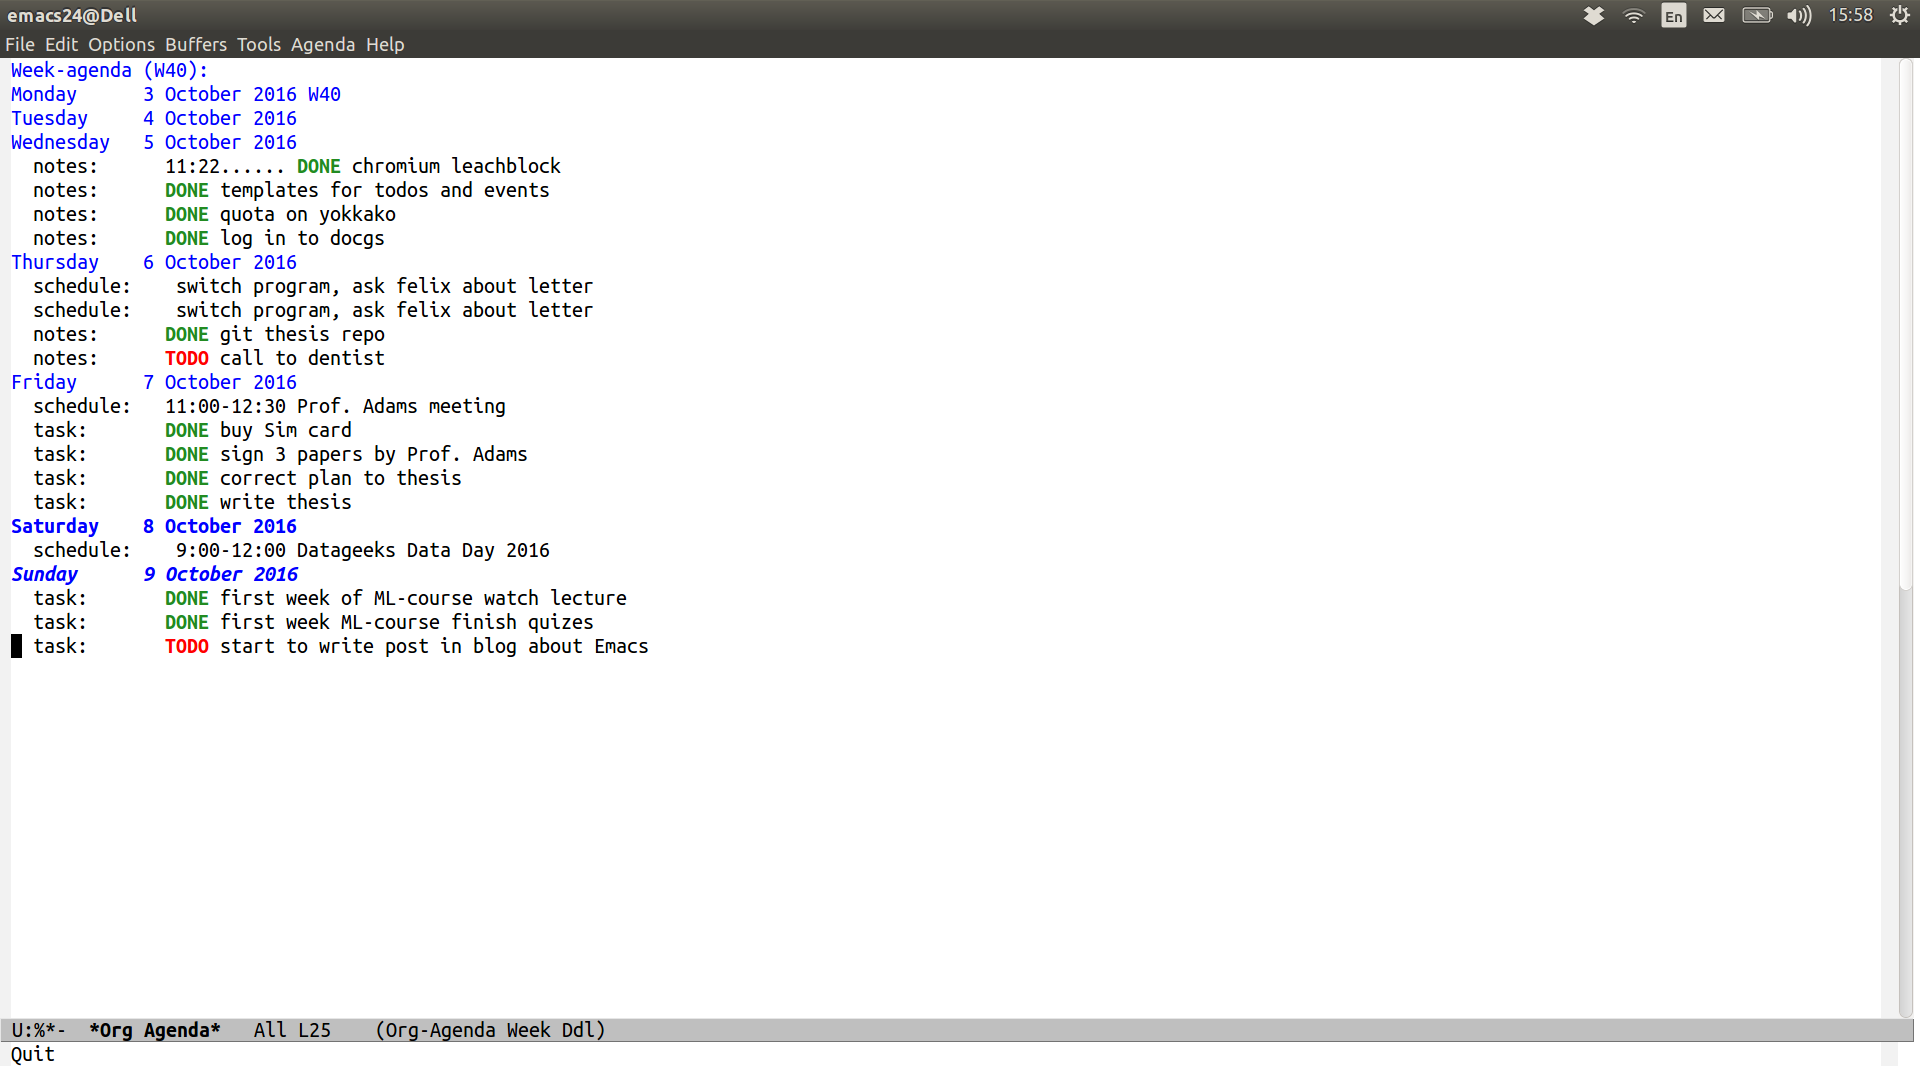 emacs24@Dell En 15:58
File Edit Options Buffers Tools Agenda Help
Week-agenda (W40):
Monday      3 October 2016 W40
Tuesday     4 October 2016
Wednesday   5 October 2016
  notes:      11:22...... DONE chromium leachblock
  notes:      DONE templates for todos and events
  notes:      DONE quota on yokkako
  notes:      DONE log in to docgs
Thursday    6 October 2016
  schedule:    switch program, ask felix about letter
  schedule:    switch program, ask felix about letter
  notes:      DONE git thesis repo
  notes:      TODO call to dentist
Friday      7 October 2016
  schedule:   11:00-12:30 Prof. Adams meeting
  task:       DONE buy Sim card
  task:       DONE sign 3 papers by Prof. Adams
  task:       DONE correct plan to thesis
  task:       DONE write thesis
Saturday    8 October 2016
  schedule:    9:00-12:00 Datageeks Data Day 2016
Sunday      9 October 2016
  task:       DONE first week of ML-course watch lecture
  task:       DONE first week ML-course finish quizes
  task:       TODO start to write post in blog about Emacs
U:%*-  *Org Agenda*   All L25    (Org-Agenda Week Ddl)
Quit